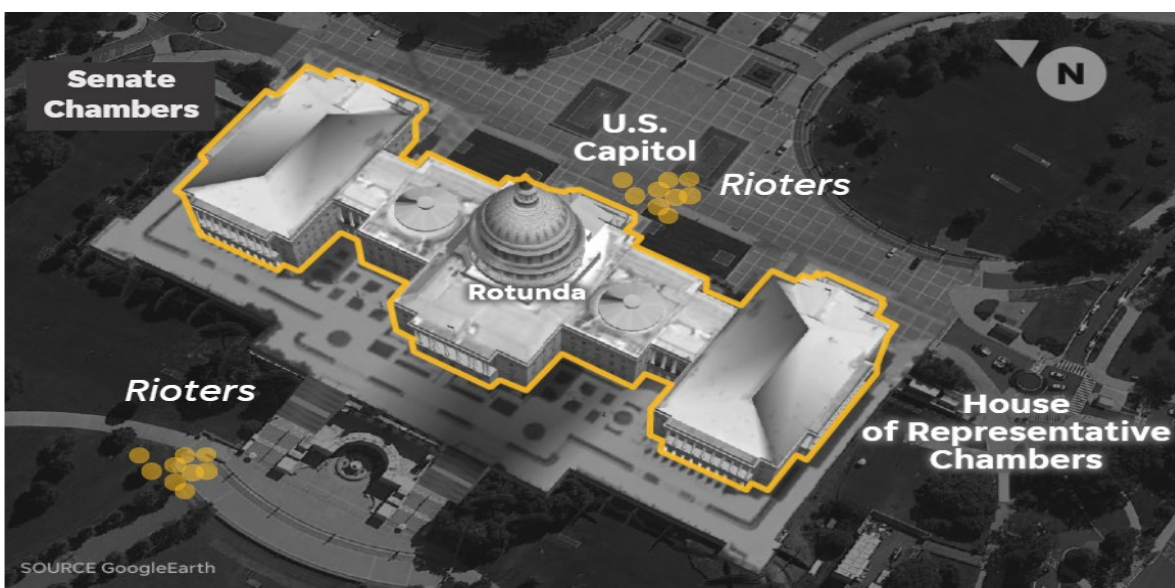 Senate
Chambers
N
U.S.
Capitol
Rioters
Rotunda
Rioters
House
of Representative
Chambers
SOURCE GoogleEarth